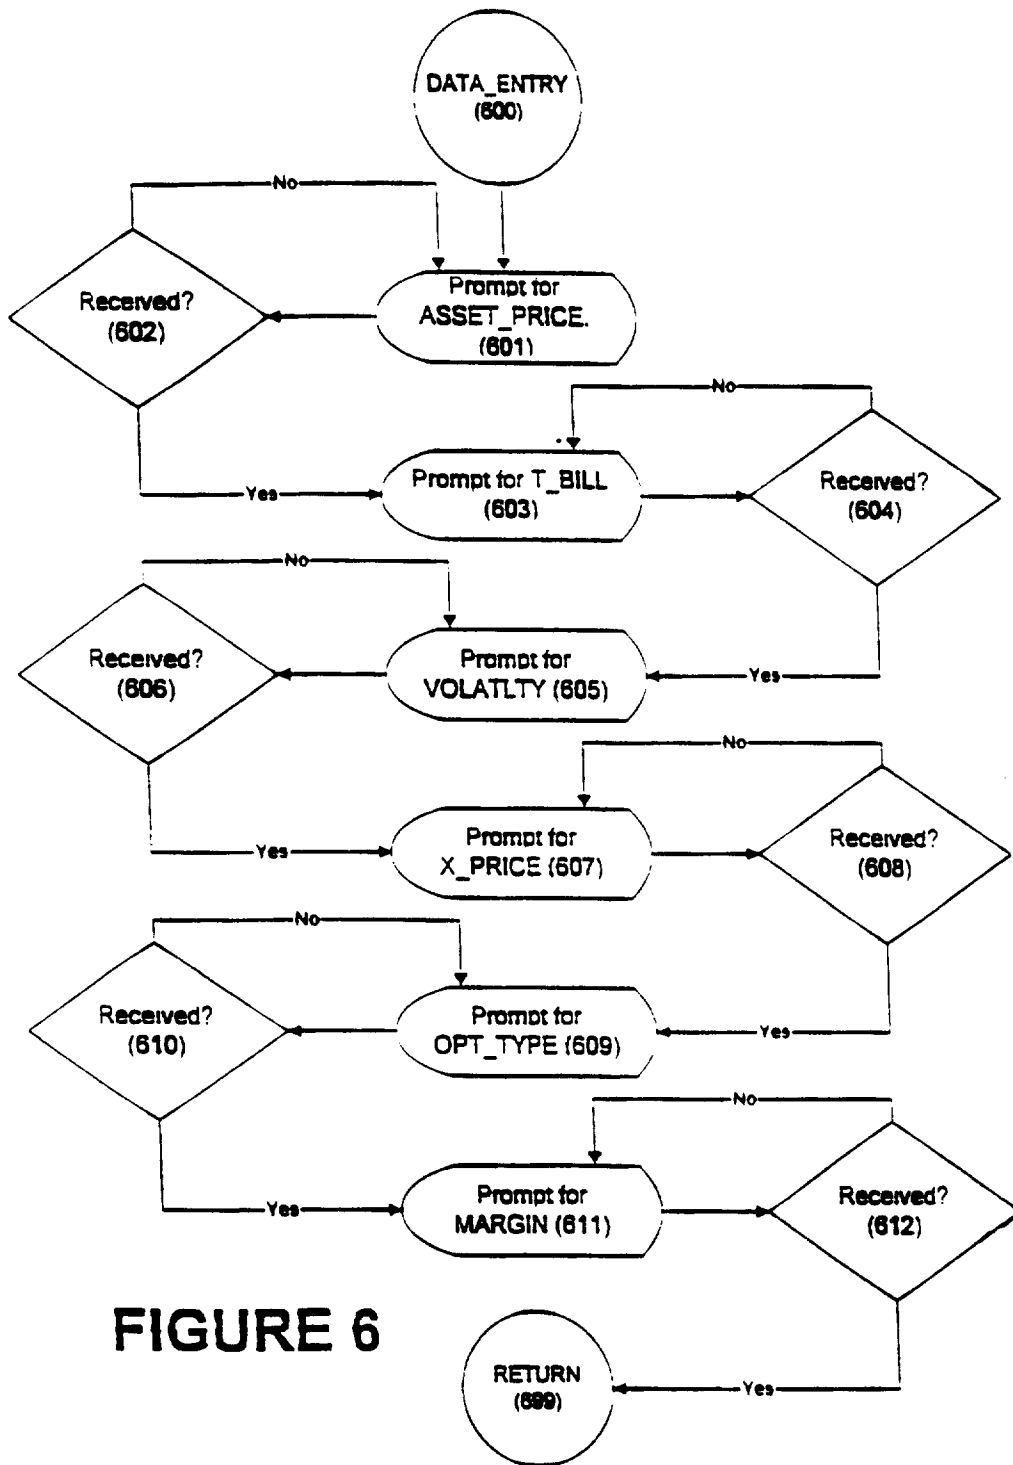 DATA_ENTRY
(600)
No
Prompt for
ASSET_PRICE.
(601)
Received?
(602)
No
Yes
Prompt for T_BILL
(603)
Received?
(604)
No
Received?
(606)
Prompt for
VOLATLTY (605)
Yes
No
Yes
Prompt for
X_PRICE (607)
Received?
(608)
No
Received?
(610)
Prompt for
OPT_TYPE (609)
Yes
No
Yes
Prompt for
MARGIN (611)
Received?
(612)
FIGURE 6
RETURN
(699)
Yes